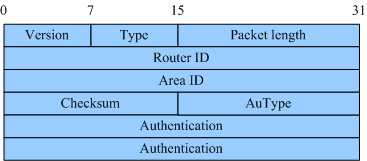 0 7 15 31
Version Type Packet length
Router ID
Area ID
Checksum AuType
Authentication
Authentication